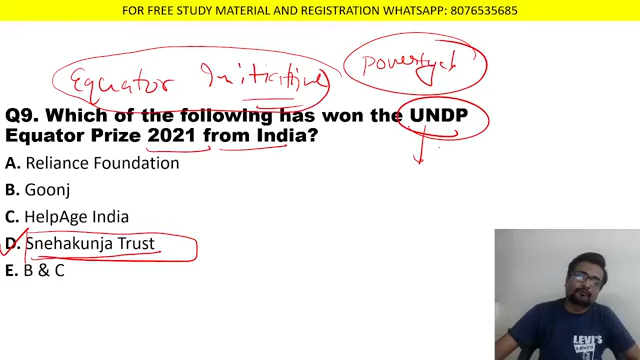 FOR FREE STUDY MATERIAL AND REGISTRATION WHATSAPP: 8076535685
Equator Initiative
Q9. Which of the following has won the UNDP
Equator Prize 2021 from India?
A. Reliance Foundation
B. Goonj
C. HelpAge India
D. Snehakunja Trust
E. B & C
LEVI'S